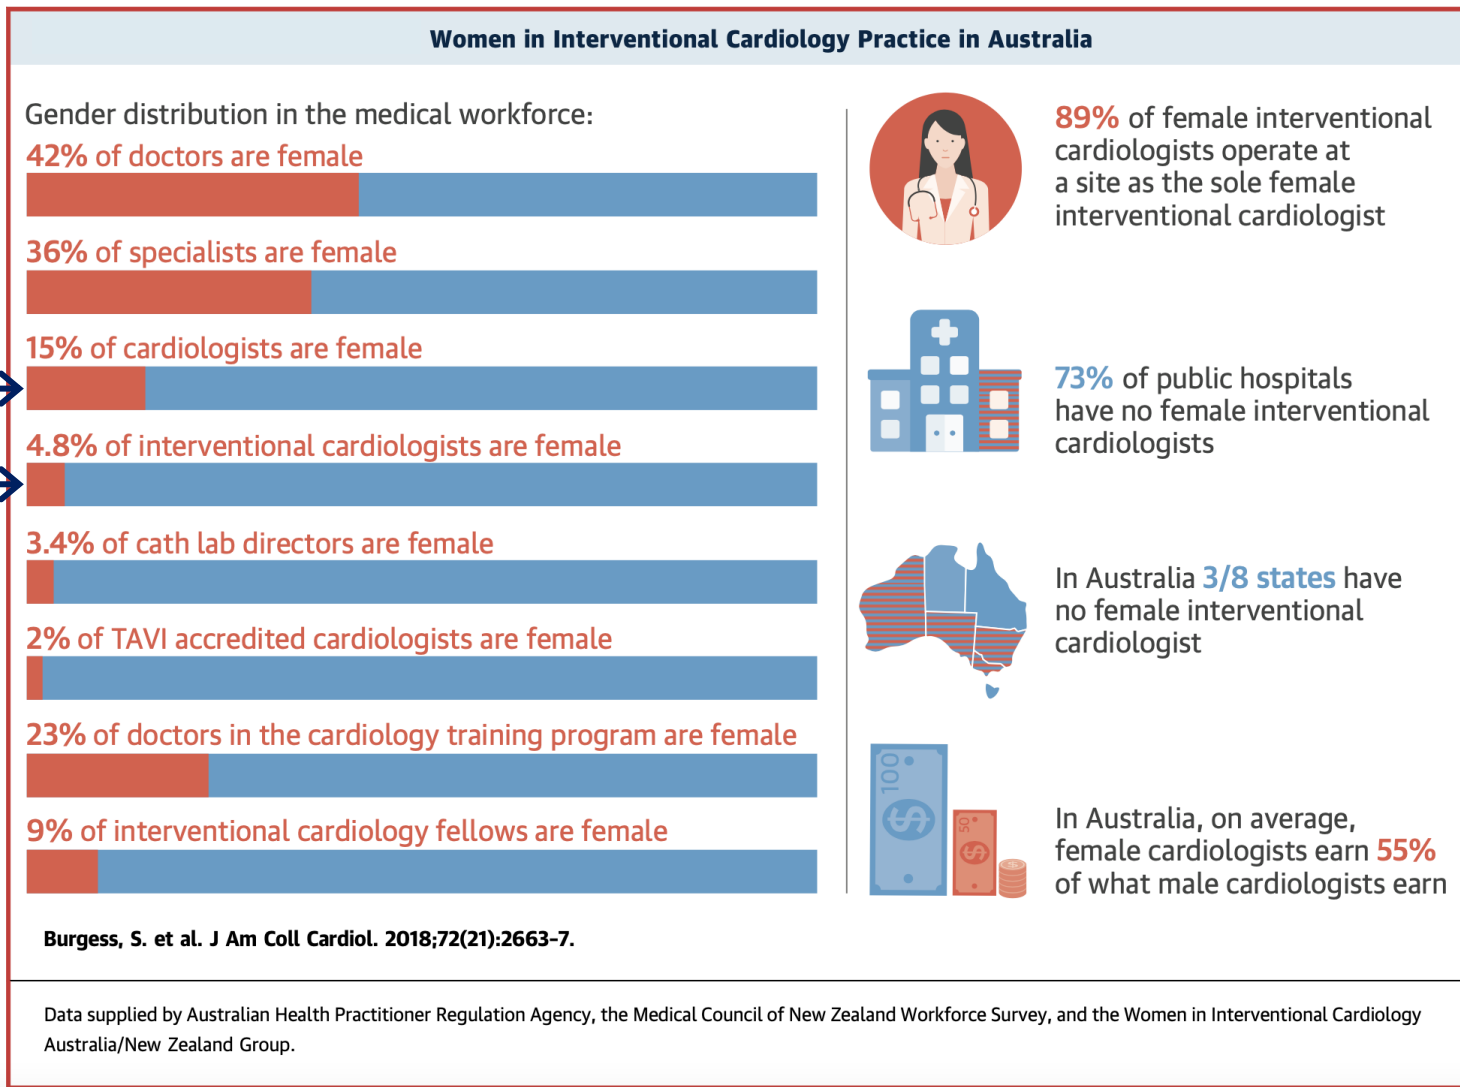 Women in Interventional Cardiology Practice in Australia
Gender distribution in the medical workforce:
42% of doctors are female
36% of specialists are female
15% of cardiologists are female
4.8% of interventional cardiologists are female
3.4% of cath lab directors are female
2% of TAVI accredited cardiologists are female
23% of doctors in the cardiology training program are female
9% of interventional cardiology fellows are female
89% of female interventional
cardiologists operate at
a site as the sole female
interventional cardiologist
73% of public hospitals
have no female interventional
cardiologists
In Australia 3/8 states have
no female interventional
cardiologist
100
$
50
$
$
In Australia, on average,
female cardiologists earn 55%
of what male cardiologists earn
Burgess, S. et al. J Am Coll Cardiol. 2018;72(21):2663-7.
Data supplied by Australian Health Practitioner Regulation Agency, the Medical Council of New Zealand Workforce Survey, and the Women in Interventional Cardiology
Australia/New Zealand Group.